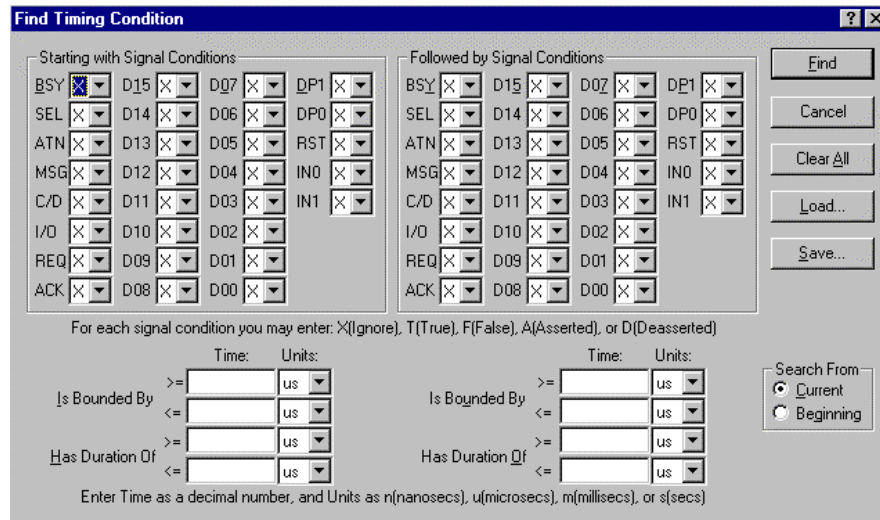 Find Timing Condition
Starting with Signal Conditions
BSY X D15 X D07 X DP1 X
SEL X D14 X D06 X DP0 X
ATN X D13 X D05 X RST X
MSG X D12 X D04 X IN0 X
C/D X D11 X D03 X IN1 X
I/O X D10 X D02 X
REQ X D09 X D01 X
ACK X D08 X D00 X
Followed by Signal Conditions
BSY X D15 X D07 X DP1 X
SEL X D14 X D06 X DP0 X
ATN X D13 X D05 X RST X
MSG X D12 X D04 X IN0 X
C/D X D11 X D03 X IN1 X
I/O X D10 X D02 X
REQ X D09 X D01 X
ACK X D08 X D00 X
Find
Cancel
Clear All
Load...
Save...
For each signal condition you may enter: X(Ignore), T(True), F(False), A(Asserted), or D(Deasserted)
Time: Units:
Is Bounded By
>= us
<= us
Has Duration Of
>= us
<= us
Time: Units:
Is Bounded By
>= us
<= us
Has Duration Of
>= us
<= us
Search From
Current
Beginning
Enter Time as a decimal number, and Units as n(nanosecs), u(microsecs), m(millisecs), or s(secs)